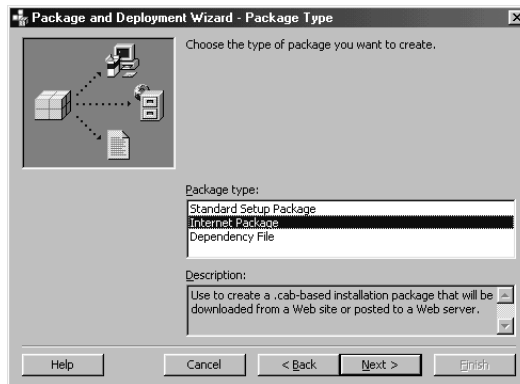 Package and Deployment Wizard - Package Type
Choose the type of package you want to create.
Package type:
Standard Setup Package
Internet Package
Dependency File
Description:
Use to create a .cab-based installation package that will be
downloaded from a Web site or posted to a Web server.
Help
Cancel
< Back
Next >
Finish